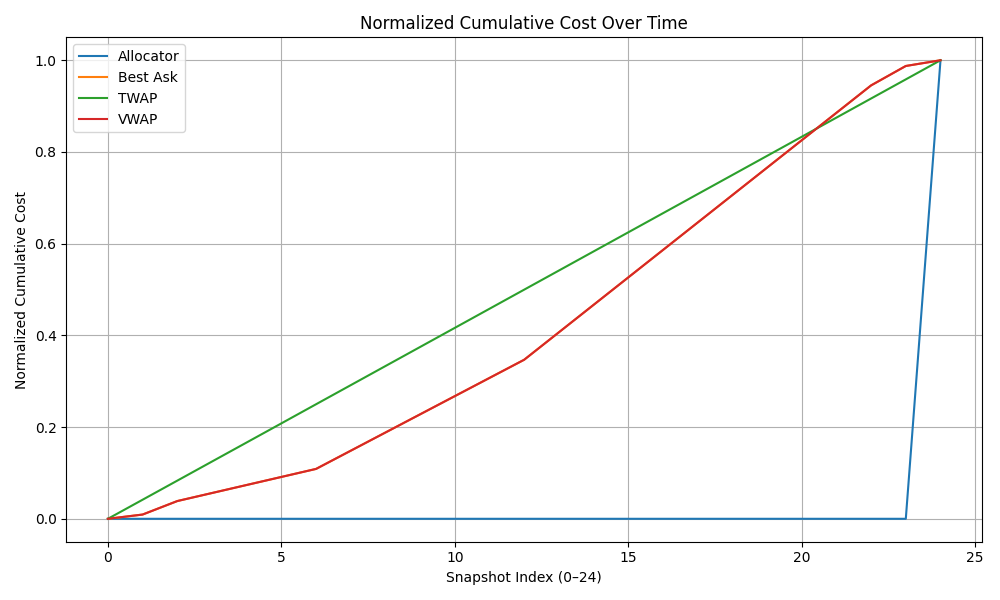 Normalized Cumulative Cost Over Time
Allocator
Best Ask
TWAP
VWAP
Normalized Cumulative Cost
1.0
0.8
0.6
0.4
0.2
0.0
0 5 10 15 20 25
Snapshot Index (0–24)